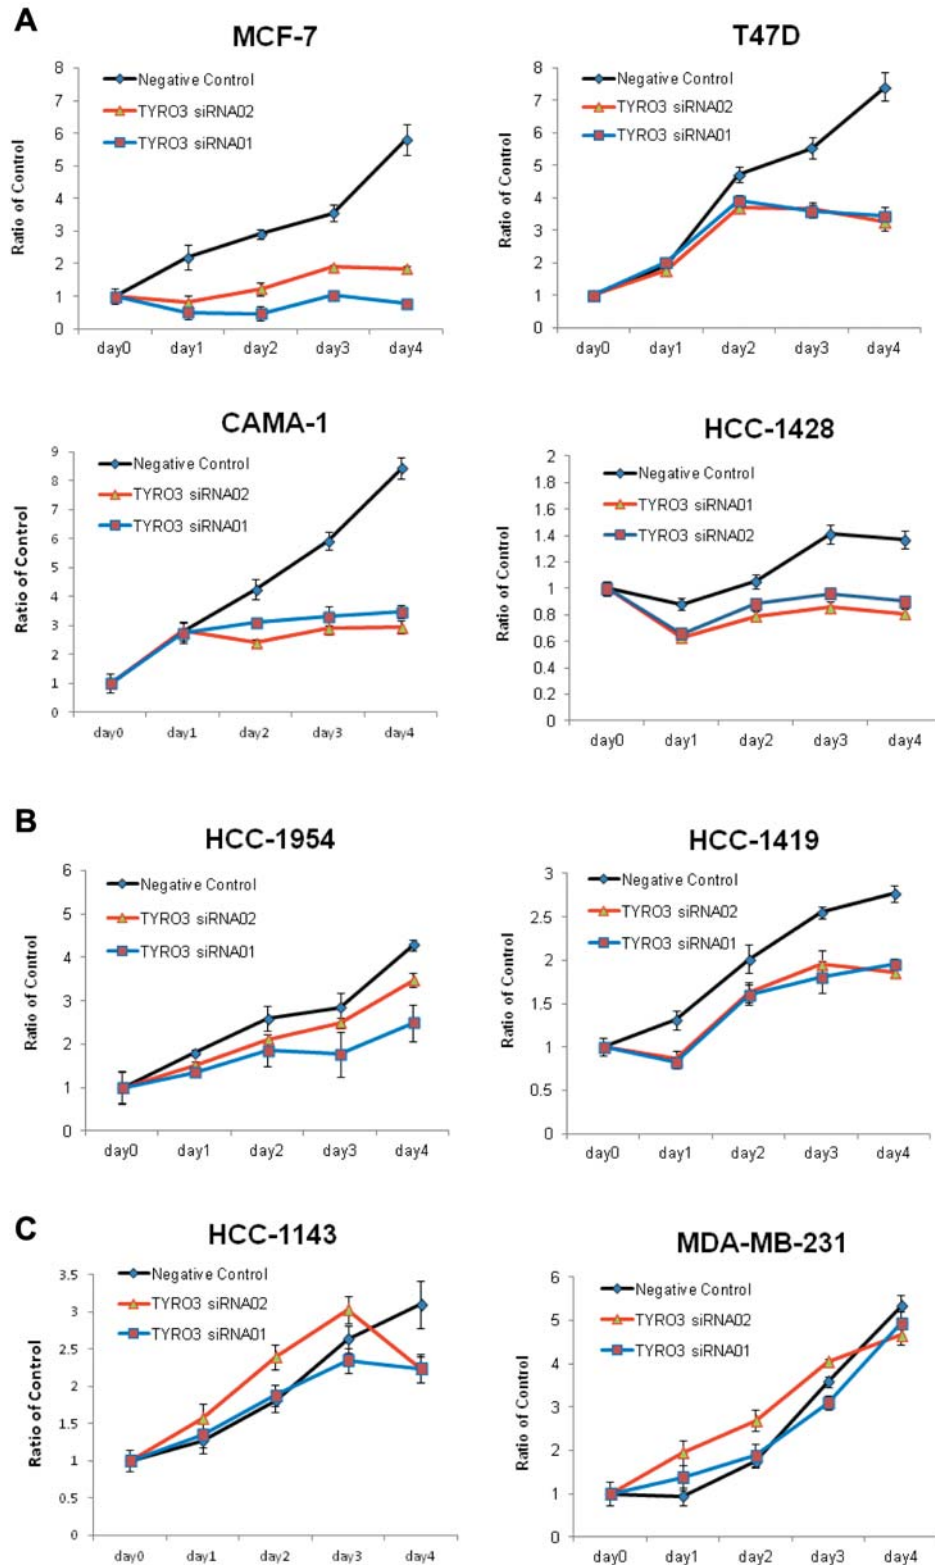 A
MCF-7
Negative Control
TYRO3 siRNA02
TYRO3 siRNA01
Ratio of Control
8
7
6
5
4
3
2
1
0
day0 day1 day2 day3 day4
T47D
Negative Control
TYRO3 siRNA02
TYRO3 siRNA01
Ratio of Control
8
7
6
5
4
3
2
1
0
day0 day1 day2 day3 day4
CAMA-1
Negative Control
TYRO3 siRNA02
TYRO3 siRNA01
Ratio of Control
9
8
7
6
5
4
3
2
1
0
day0 day1 day2 day3 day4
HCC-1428
Negative Control
TYRO3 siRNA01
TYRO3 siRNA02
Ratio of Control
2
1.8
1.6
1.4
1.2
1
0.8
0.6
0.4
0.2
0
day0 day1 day2 day3 day4
B
HCC-1954
Negative Control
TYRO3 siRNA02
TYRO3 siRNA01
Ratio of Control
6
5
4
3
2
1
0
day0 day1 day2 day3 day4
HCC-1419
Negative Control
TYRO3 siRNA02
TYRO3 siRNA01
Ratio of Control
3
2.5
2
1.5
1
0.5
0
day0 day1 day2 day3 day4
C
HCC-1143
Negative Control
TYRO3 siRNA02
TYRO3 siRNA01
Ratio of Control
3.5
3
2.5
2
1.5
1
0.5
0
day0 day1 day2 day3 day4
MDA-MB-231
Negative Control
TYRO3 siRNA02
TYRO3 siRNA01
Ratio of Control
6
5
4
3
2
1
0
day0 day1 day2 day3 day4